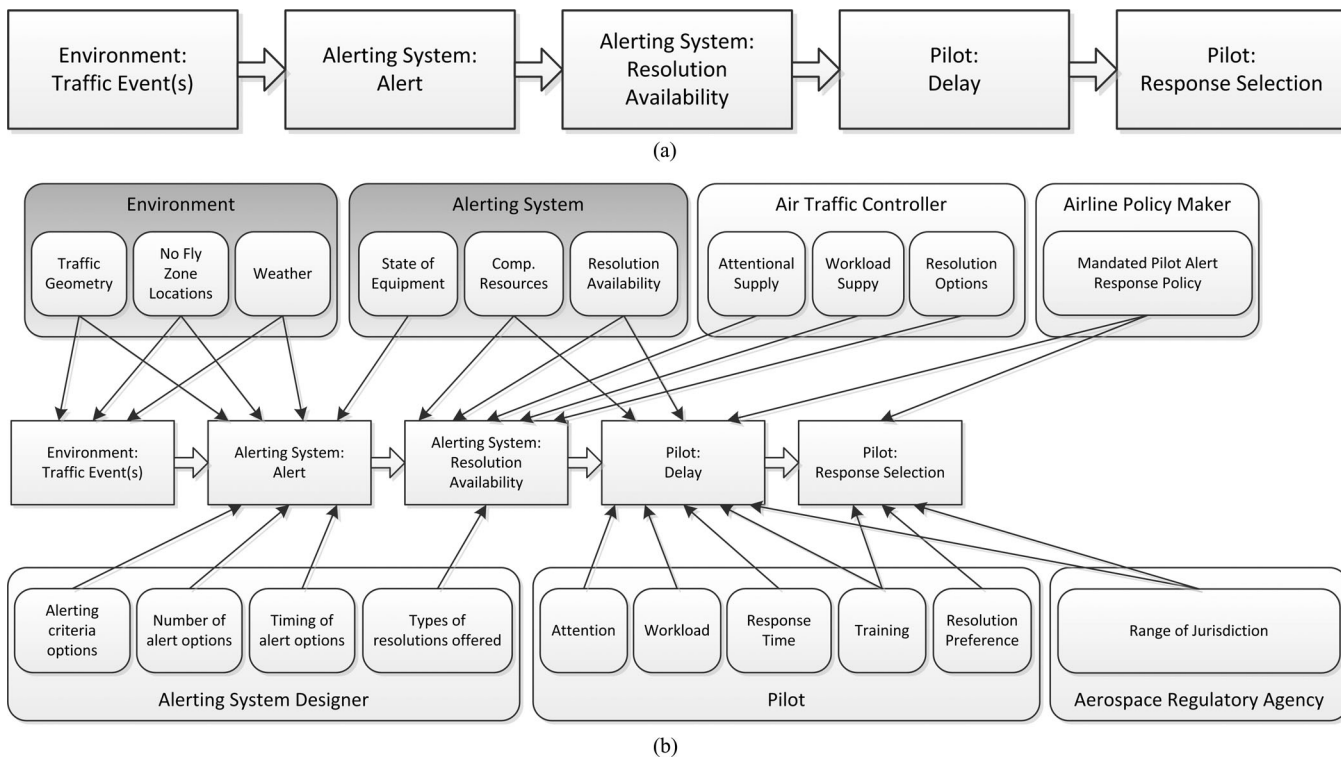 Environment:
Traffic Event(s)
Alerting System:
Alert
Alerting System:
Resolution
Availability
Pilot:
Delay
Pilot:
Response Selection
(a)
Environment
Traffic
Geometry
No Fly
Zone
Locations
Weather
Alerting System
State of
Equipment
Comp.
Resources
Resolution
Availability
Air Traffic Controller
Attentional
Supply
Workload
Suppy
Resolution
Options
Airline Policy Maker
Mandated Pilot Alert
Response Policy
Environment:
Traffic Event(s)
Alerting System:
Alert
Alerting System:
Resolution
Availability
Pilot:
Delay
Pilot:
Response Selection
Alerting
criteria
options
Number of
alert options
Timing of
alert options
Types of
resolutions offered
Alerting System Designer
Attention
Workload
Response
Time
Training
Resolution
Preference
Pilot
Range of Jurisdiction
Aerospace Regulatory Agency
(b)